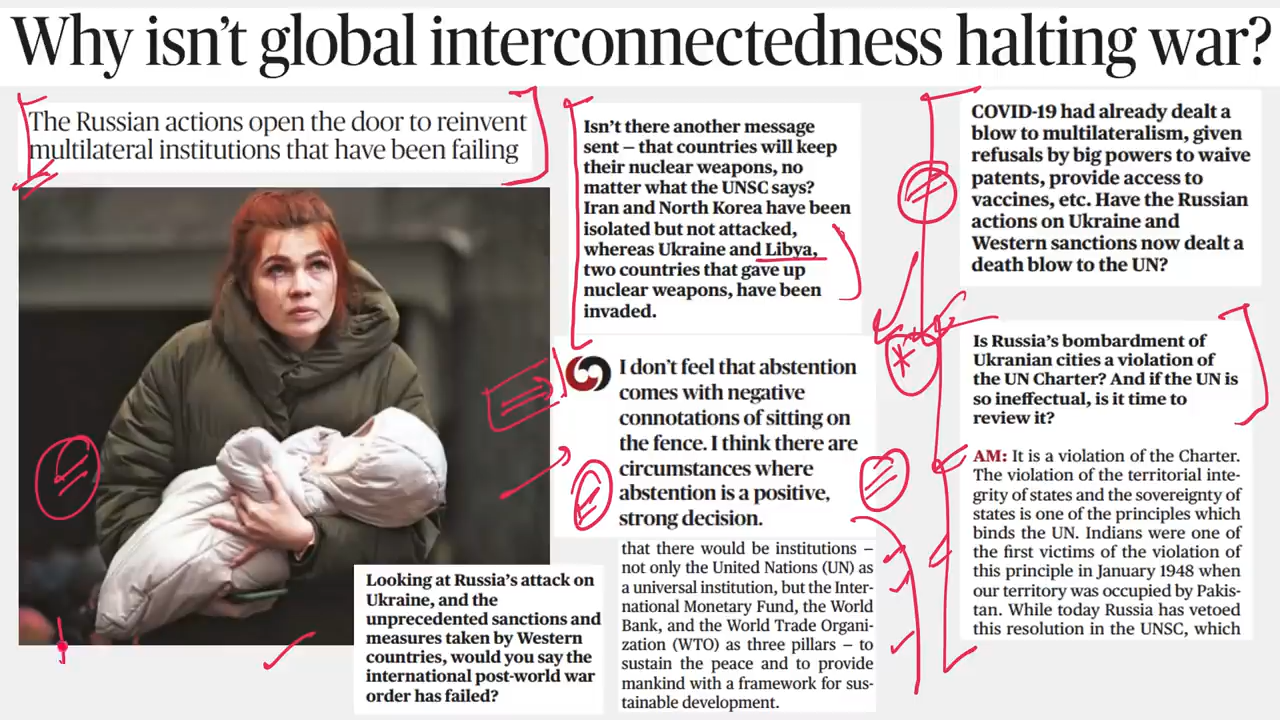 Why isn't global interconnectedness halting war?
The Russian actions open the door to reinvent
multilateral institutions that have been failing
Looking at Russia's attack on
Ukraine, and the
unprecedented sanctions and
measures taken by Western
countries, would you say the
international post-world war
order has failed?
Isn't there another message
sent – that countries will keep
their nuclear weapons, no
matter what the UNSC says?
Iran and North Korea have been
isolated but not attacked,
whereas Ukraine and Libya,
two countries that gave up
nuclear weapons, have been
invaded.
I don't feel that abstention
comes with negative
connotations of sitting on
the fence. I think there are
circumstances where
abstention is a positive,
strong decision.
that there would be institutions –
not only the United Nations (UN) as
a universal institution, but the Inter-
national Monetary Fund, the World
Bank, and the World Trade Organi-
zation (WTO) as three pillars – to
sustain the peace and to provide
mankind with a framework for sus-
tainable development.
COVID-19 had already dealt a
blow to multilateralism, given
refusals by big powers to waive
patents, provide access to
vaccines, etc. Have the Russian
actions on Ukraine and
Western sanctions now dealt a
death blow to the UN?
Is Russia's bombardment of
Ukranian cities a violation of
the UN Charter? And if the UN is
so ineffectual, is it time to
review it?
AM: It is a violation of the Charter.
The violation of the territorial inte-
grity of states and the sovereignty of
states is one of the principles which
binds the UN. Indians were one of
the first victims of the violation of
this principle in January 1948 when
our territory was occupied by Pakis-
tan. While today Russia has vetoed
this resolution in the UNSC, which